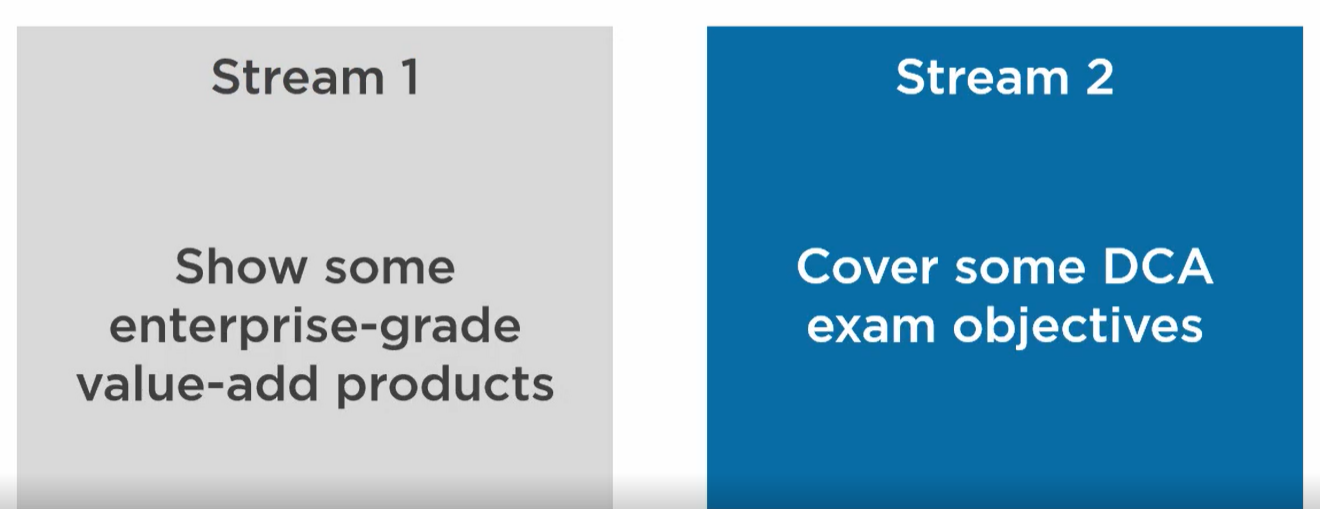 Stream 1
Show some
enterprise-grade
value-add products
Stream 2
Cover some DCA
exam objectives